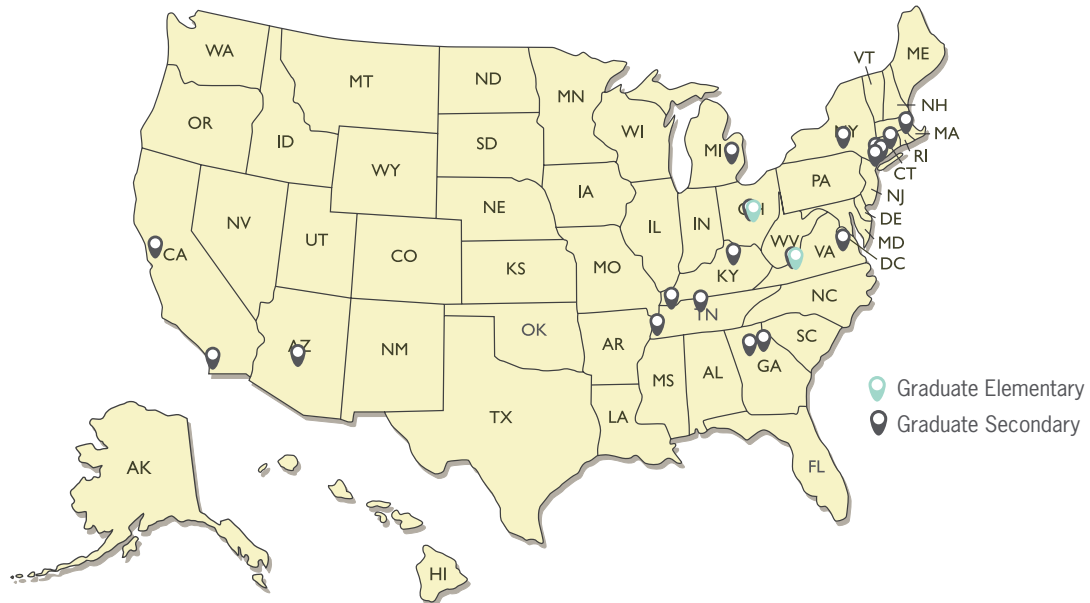 WA
MT
ND
MN
VT
ME
OR
ID
SD
WI
MI
NY
NH
MA
RI
CT
WY
IA
NE
PA
NJ
NV
UT
CO
IL
IN
OH
DE
MD
DC
CA
KS
MO
KY
WV
VA
AZ
NM
OK
AR
TN
NC
SC
TX
LA
MS
AL
GA
FL
Graduate Elementary
Graduate Secondary
AK
HI